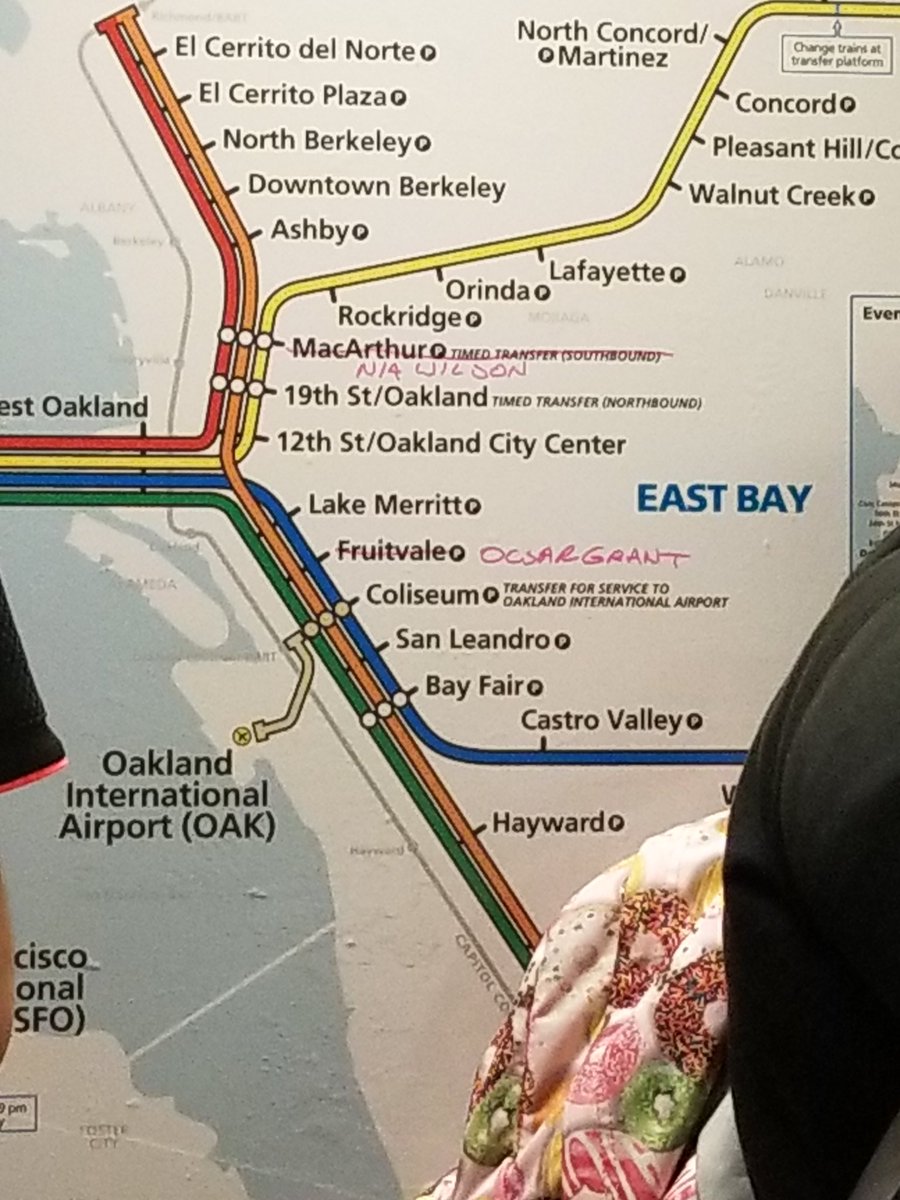 Richmond/BART
El Cerrito del Norte P
El Cerrito Plaza P
North Berkeley P
Downtown Berkeley
Ashby P
North Concord/
P Martinez
Change trains at
transfer platform
Concord P
Pleasant Hill/Co
Walnut Creek P
ALBANY
Berkeley
Lafayette P
Orinda P
Rockridge P
ALAMO
DANVILLE
MORAGA
Even
MacArthur P TIMED TRANSFER (SOUTHBOUND)
NIA WILSON
19th St/Oakland TIMED TRANSFER (NORTHBOUND)
est Oakland
12th St/Oakland City Center
EAST BAY
Lake Merritt P
Fruitvale P OCSAR GRANT
Coliseum P TRANSFER FOR SERVICE TO
OAKLAND INTERNATIONAL AIRPORT
San Leandro P
Bay Fair P
Castro Valley P
Oakland
International
Airport (OAK)
W
Hayward P
Hayward
CAPITOL CO
cisco
onal
SFO)
9 pm
y
FOSTER
CITY